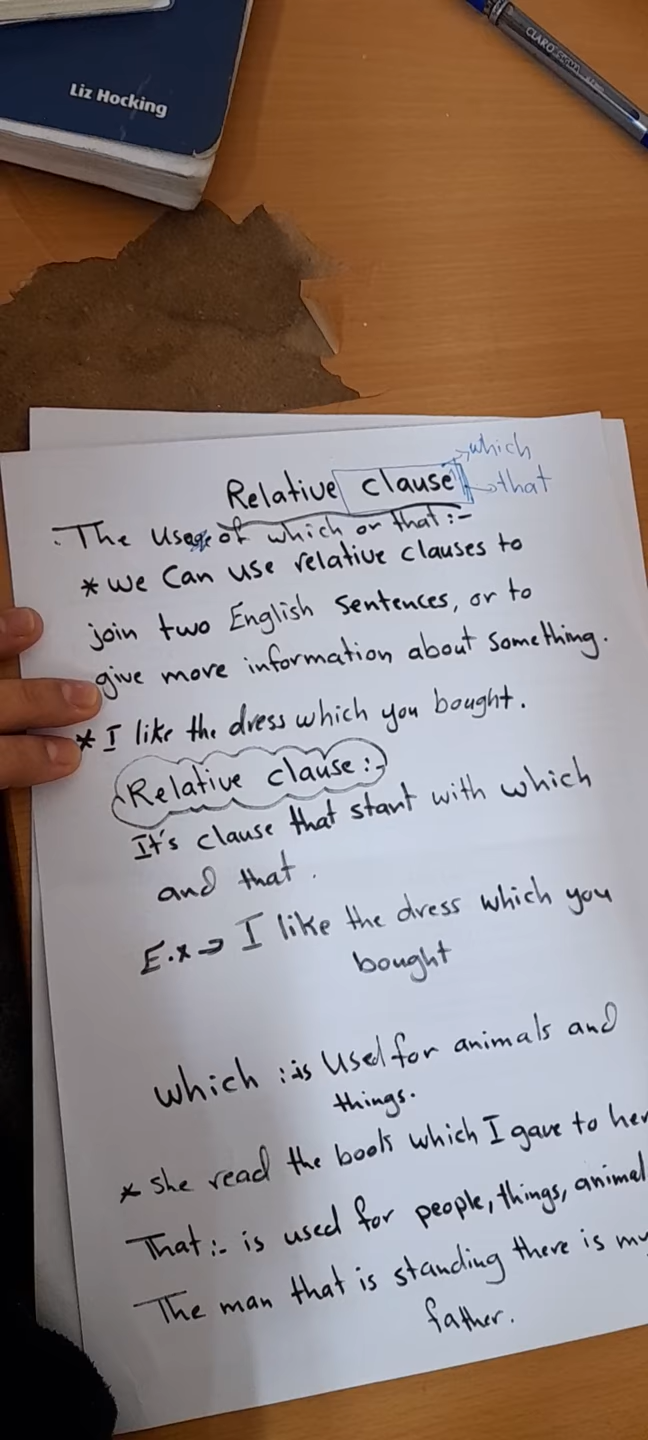 Liz Hocking
CLARO SIGMA
which
Relative clause
that
The Usage of which or that :-
* we can use relative clauses to
join two English sentences, or to
give more information about something.
* I like the dress which you bought.
Relative clause :-
It's clause that start with which
and that.
E.x → I like the dress which you
bought
which : is Used for animals and
things.
* She read the book which I gave to her
That :- is used for people, things, animal
The man that is standing there is my
father.